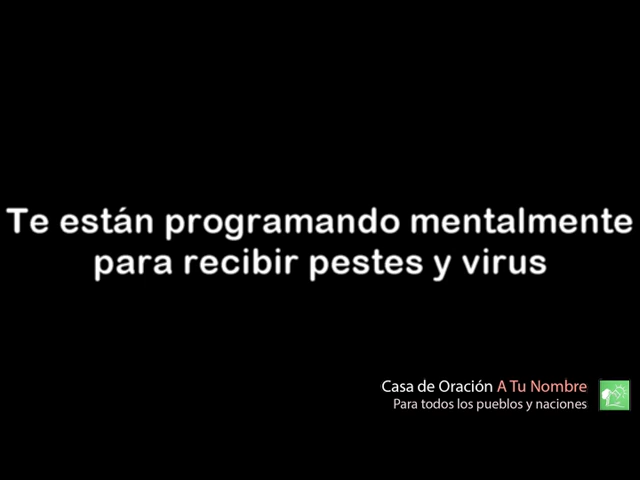 Te están programando mentalmente
para recibir pestes y virus
Casa de Oración A Tu Nombre
Para todos los pueblos y naciones